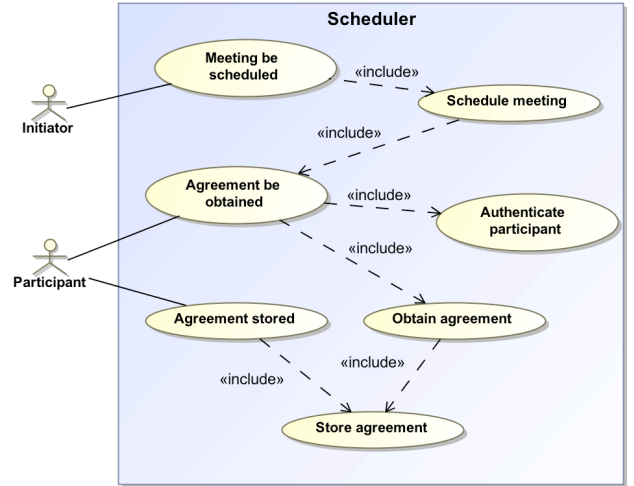 Scheduler
Meeting be
scheduled
«include»
Schedule meeting
Initiator
«include»
Agreement be
obtained
«include»
Authenticate
participant
«include»
Participant
Agreement stored
Obtain agreement
«include»
«include»
Store agreement